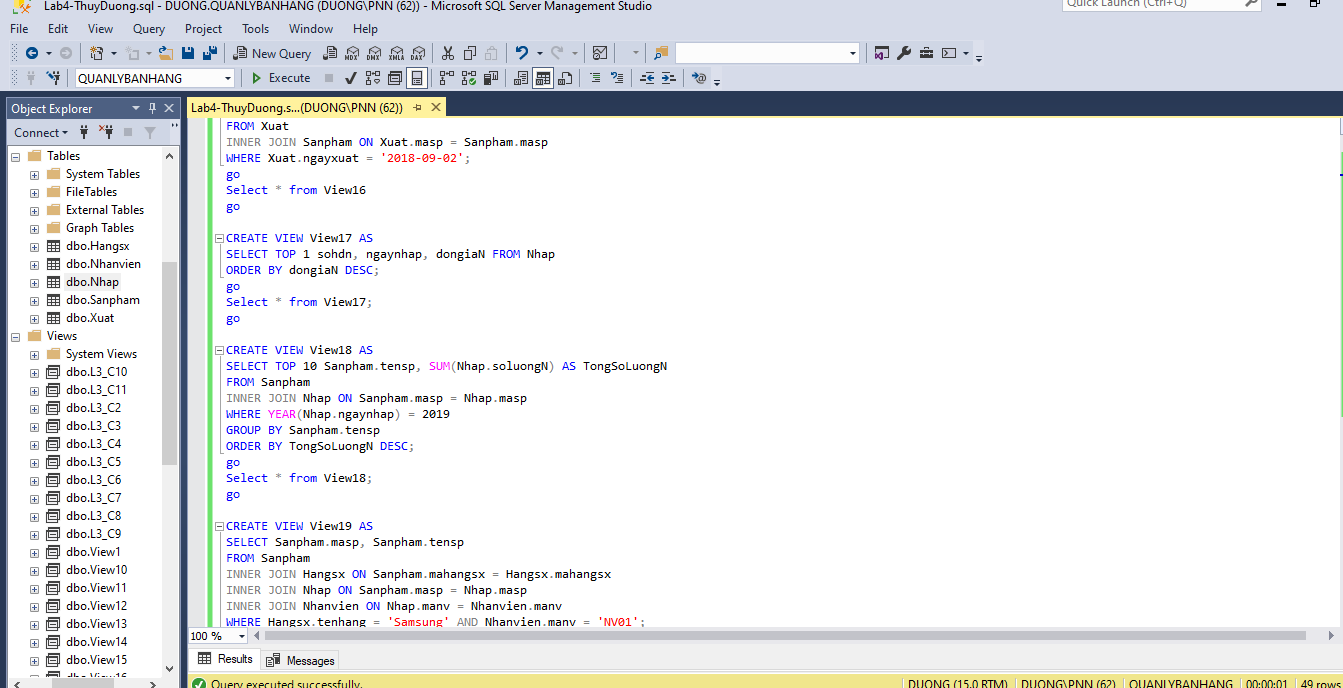 Lab4-ThuyDuong.sql - DUONG.QUANLYBANHANG (DUONG\PNN (62)) - Microsoft SQL Server Management Studio
Quick Launch (Ctrl+Q)
File Edit View Query Project Tools Window Help
New Query MDX DMX XMLA DAX
QUANLYBANHANG Execute
Object Explorer
Connect
Tables
System Tables
FileTables
External Tables
Graph Tables
dbo.Hangsx
dbo.Nhanvien
dbo.Nhap
dbo.Sanpham
dbo.Xuat
Views
System Views
dbo.L3_C10
dbo.L3_C11
dbo.L3_C2
dbo.L3_C3
dbo.L3_C4
dbo.L3_C5
dbo.L3_C6
dbo.L3_C7
dbo.L3_C8
dbo.L3_C9
dbo.View1
dbo.View10
dbo.View11
dbo.View12
dbo.View13
dbo.View14
dbo.View15
dbo.View16
Lab4-ThuyDuong.s...(DUONG\PNN (62))
FROM Xuat
INNER JOIN Sanpham ON Xuat.masp = Sanpham.masp
WHERE Xuat.ngayxuat = '2018-09-02';
go
Select * from View16
go
CREATE VIEW View17 AS
SELECT TOP 1 sohdn, ngaynhap, dongiaN FROM Nhap
ORDER BY dongiaN DESC;
go
Select * from View17;
go
CREATE VIEW View18 AS
SELECT TOP 10 Sanpham.tensp, SUM(Nhap.soluongN) AS TongSoLuongN
FROM Sanpham
INNER JOIN Nhap ON Sanpham.masp = Nhap.masp
WHERE YEAR(Nhap.ngaynhap) = 2019
GROUP BY Sanpham.tensp
ORDER BY TongSoLuongN DESC;
go
Select * from View18;
go
CREATE VIEW View19 AS
SELECT Sanpham.masp, Sanpham.tensp
FROM Sanpham
INNER JOIN Hangsx ON Sanpham.mahangsx = Hangsx.mahangsx
INNER JOIN Nhap ON Sanpham.masp = Nhap.masp
INNER JOIN Nhanvien ON Nhap.manv = Nhanvien.manv
WHERE Hangsx.tenhang = 'Samsung' AND Nhanvien.manv = 'NV01';
100 %
Results Messages
Query executed successfully. DUONG (15.0 RTM) DUONG\PNN (62) QUANLYBANHANG 00:00:01 49 rows